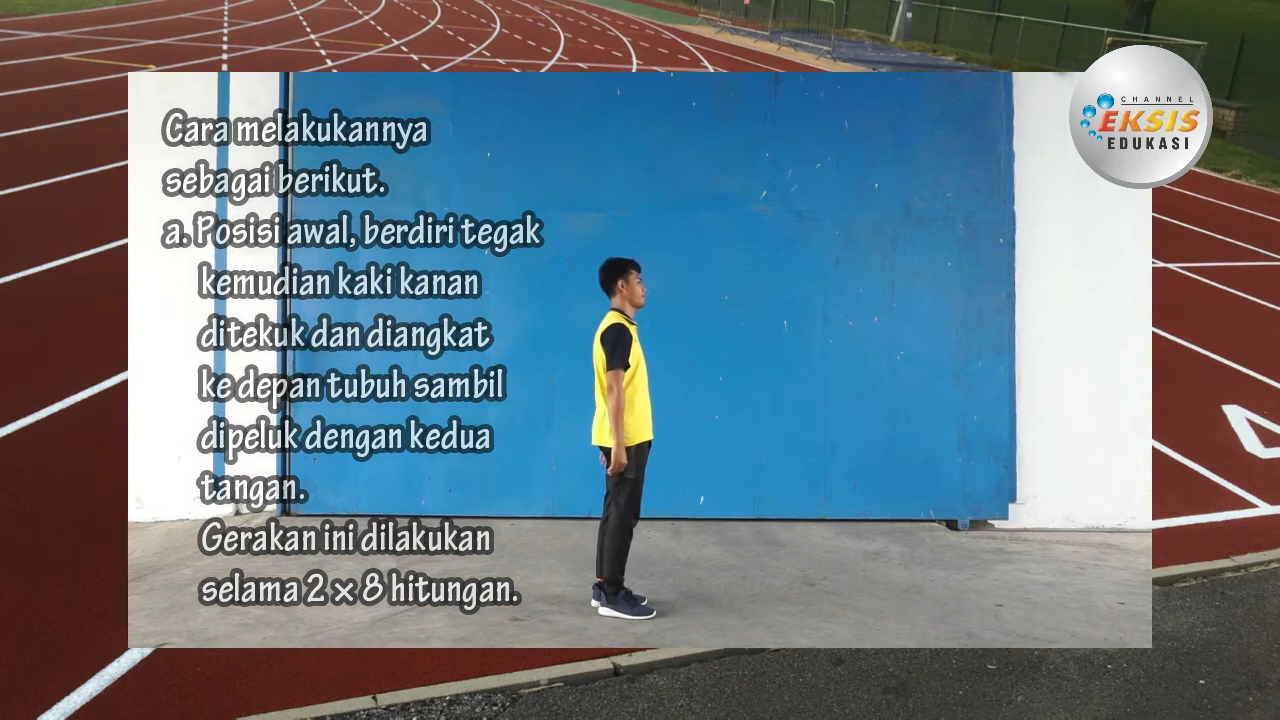 CHANNEL
EKSIS
EDUKASI
Cara melakukannya
sebagai berikut.
a. Posisi awal, berdiri tegak
kemudian kaki kanan
ditekuk dan diangkat
ke depan tubuh sambil
dipeluk dengan kedua
tangan.
Gerakan ini dilakukan
selama 2 × 8 hitungan.
4